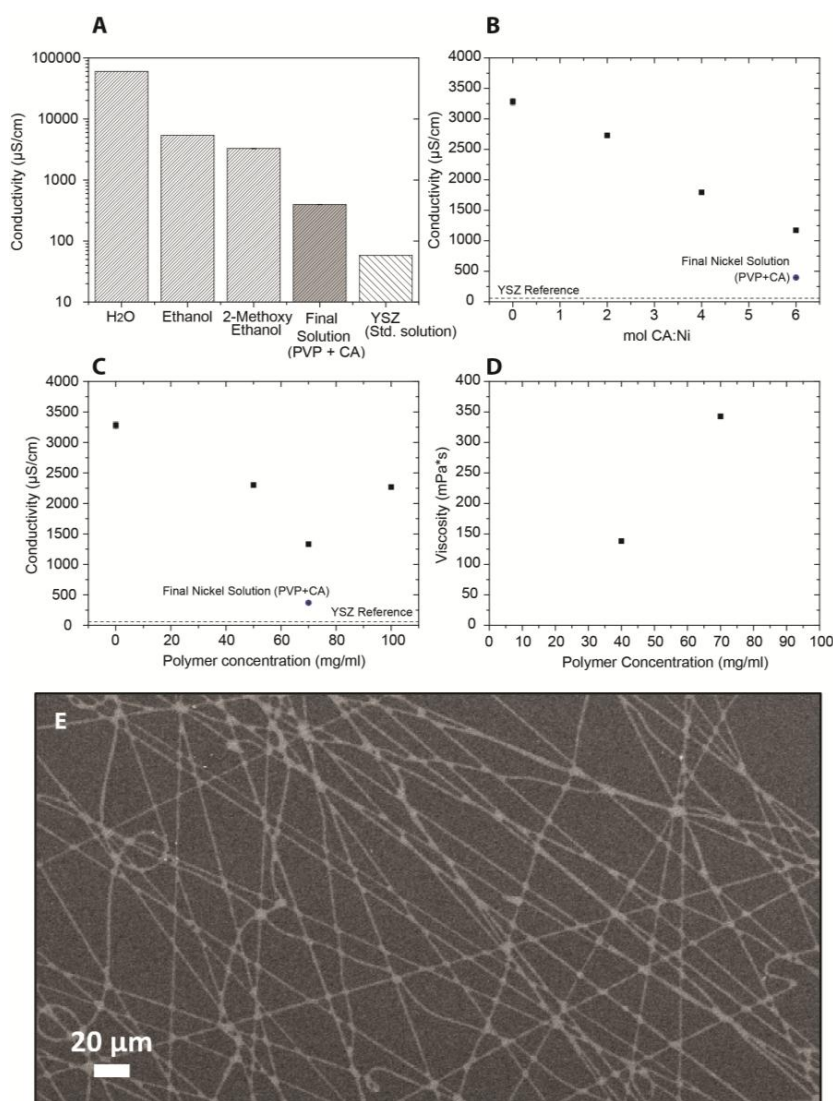 A
Conductivity (µS/cm)
100000
10000
1000
100
10
H2O
Ethanol
2-Methoxy
Ethanol
Final
Solution
(PVP + CA)
YSZ
(Std. solution)
B
Conductivity (µS/cm)
4000
3500
3000
2500
2000
1500
1000
500
0
Final Nickel Solution
(PVP+CA)
YSZ Reference
0 1 2 3 4 5 6
mol CA:Ni
C
Conductivity (µS/cm)
4000
3500
3000
2500
2000
1500
1000
500
0
Final Nickel Solution (PVP+CA)
YSZ Reference
0 20 40 60 80 100
Polymer concentration (mg/ml)
D
Viscosity (mPa*s)
400
350
300
250
200
150
100
50
0
0 10 20 30 40 50 60 70 80 90 100
Polymer Concentration (mg/ml)
E
20 µm